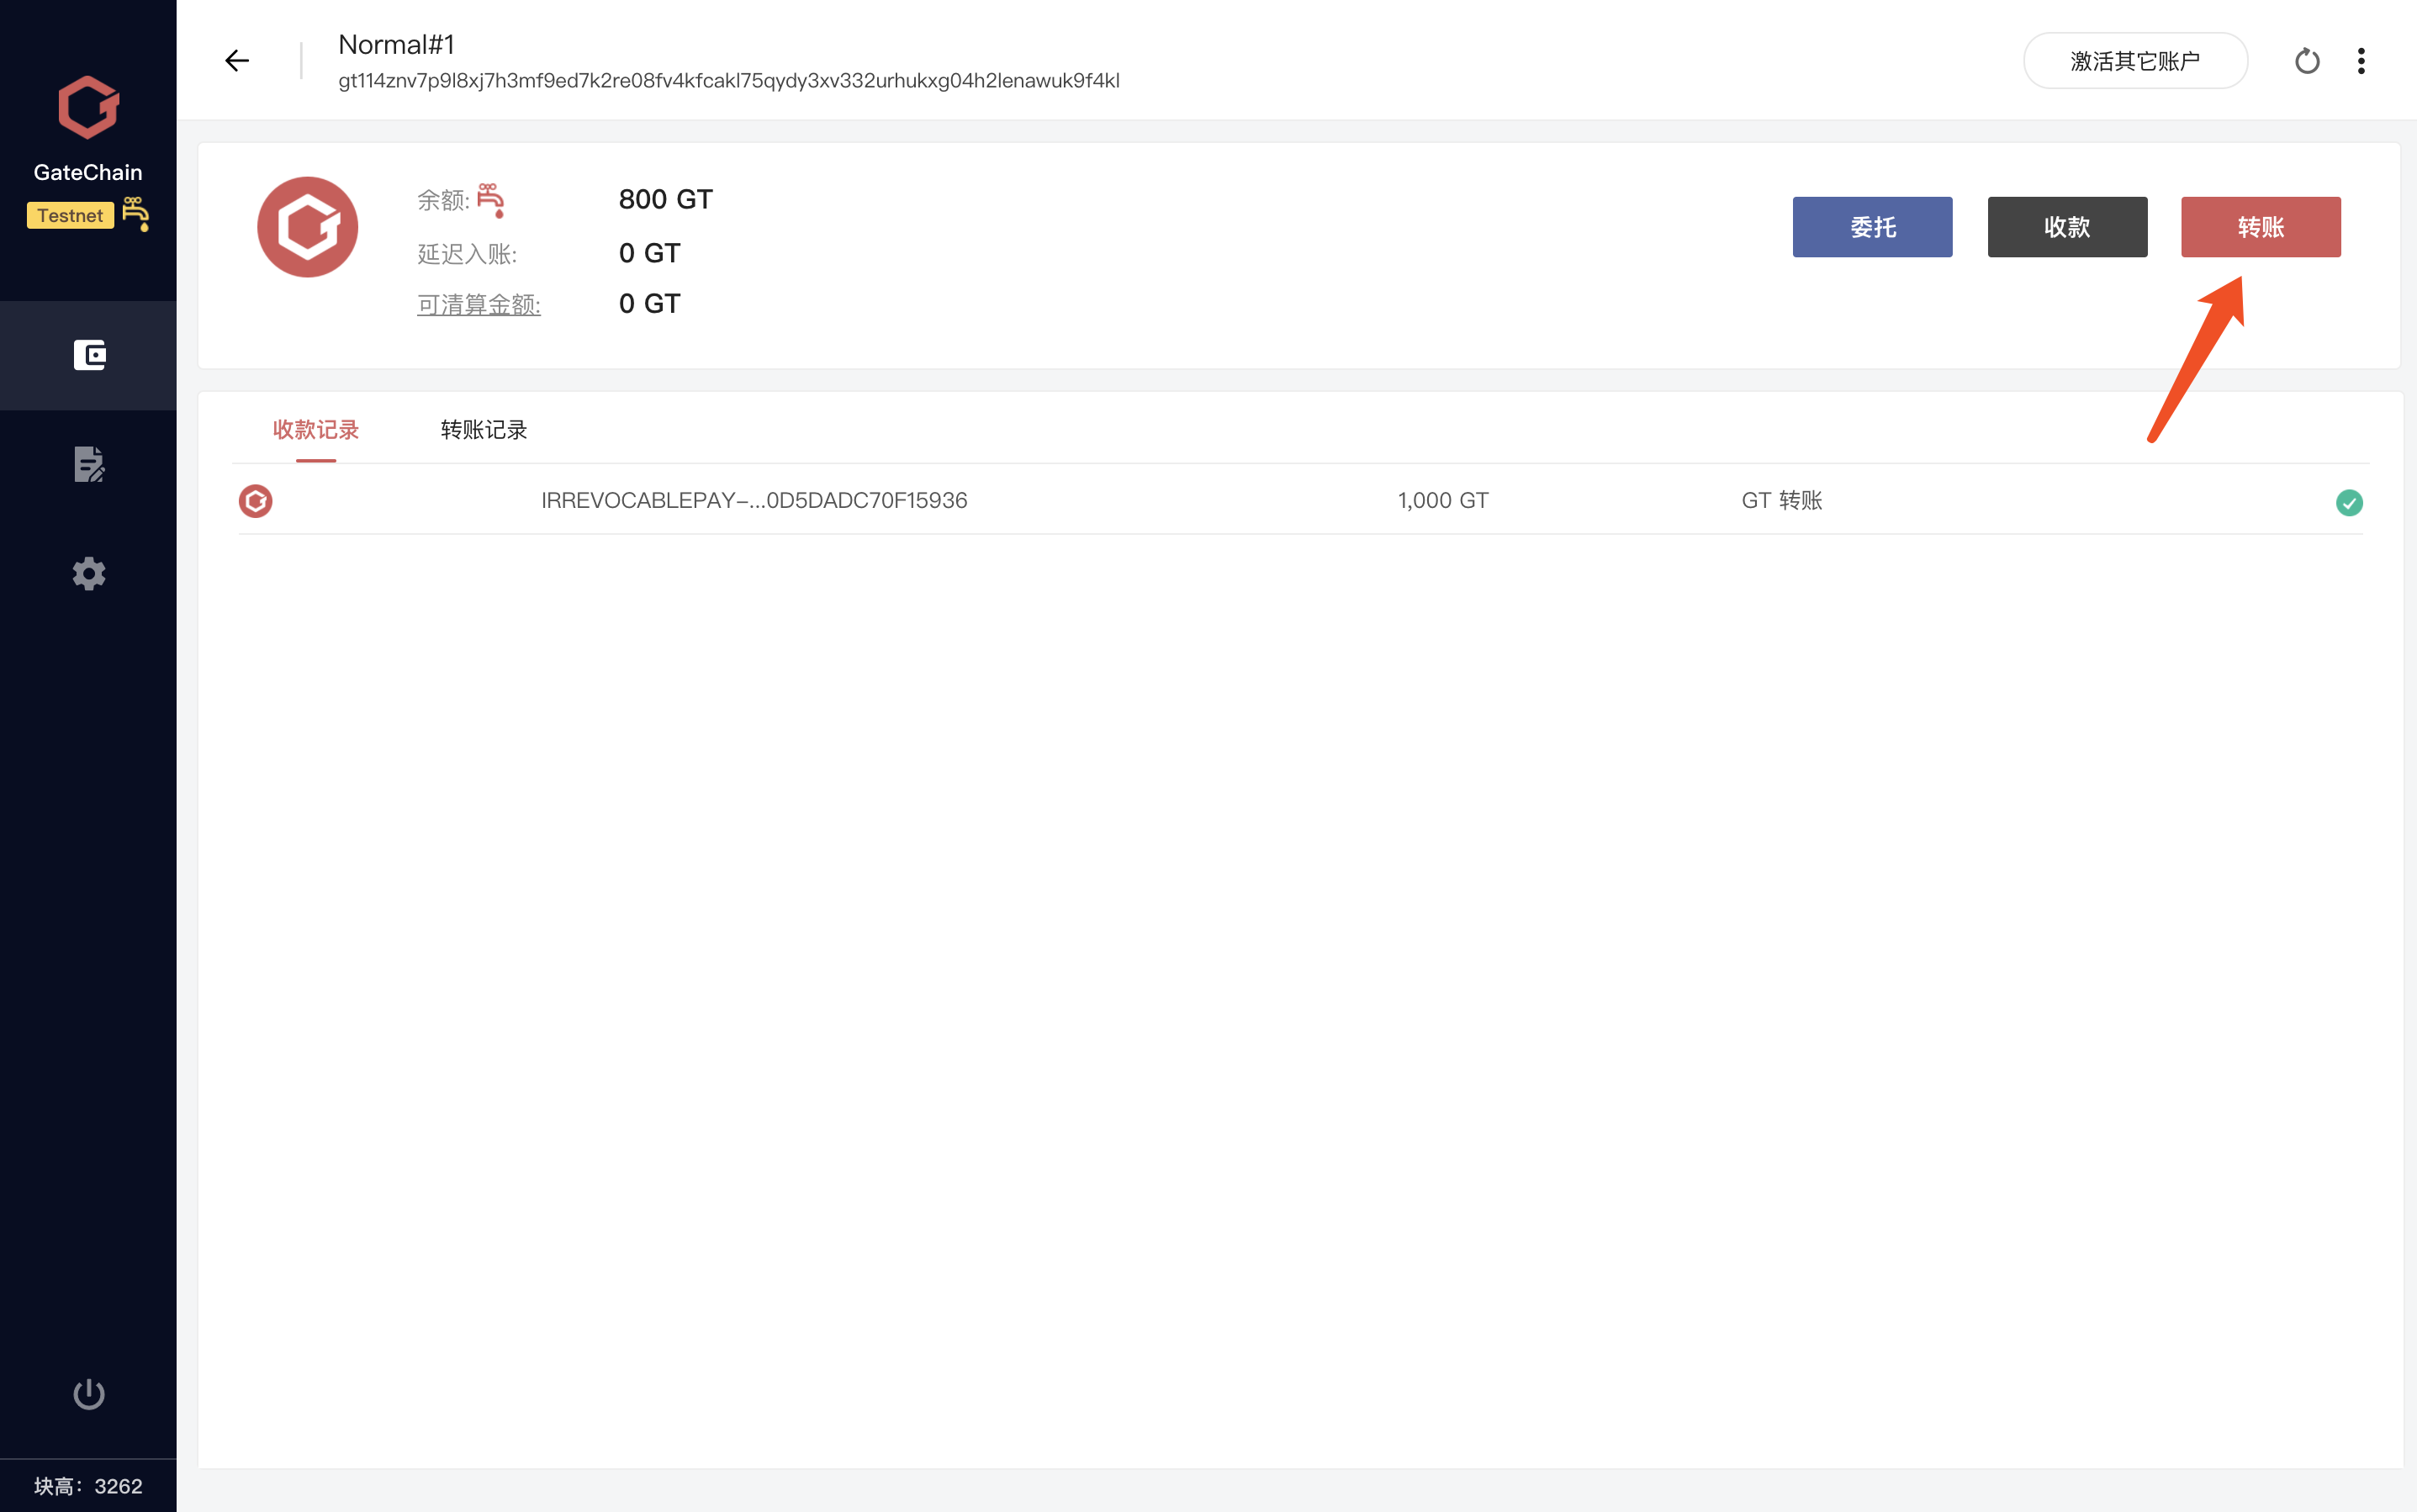 GateChain
Testnet
块高：3262
Normal#1
gt114znv7p9l8xj7h3mf9ed7k2re08fv4kfcakl75qydy3xv332urhukxg04h2lenawuk9f4kl
激活其它账户
余额: 800 GT
延迟入账: 0 GT
可清算金额: 0 GT
委托 收款 转账
收款记录 转账记录
IRREVOCABLEPAY-...0D5DADC70F15936 1,000 GT GT 转账